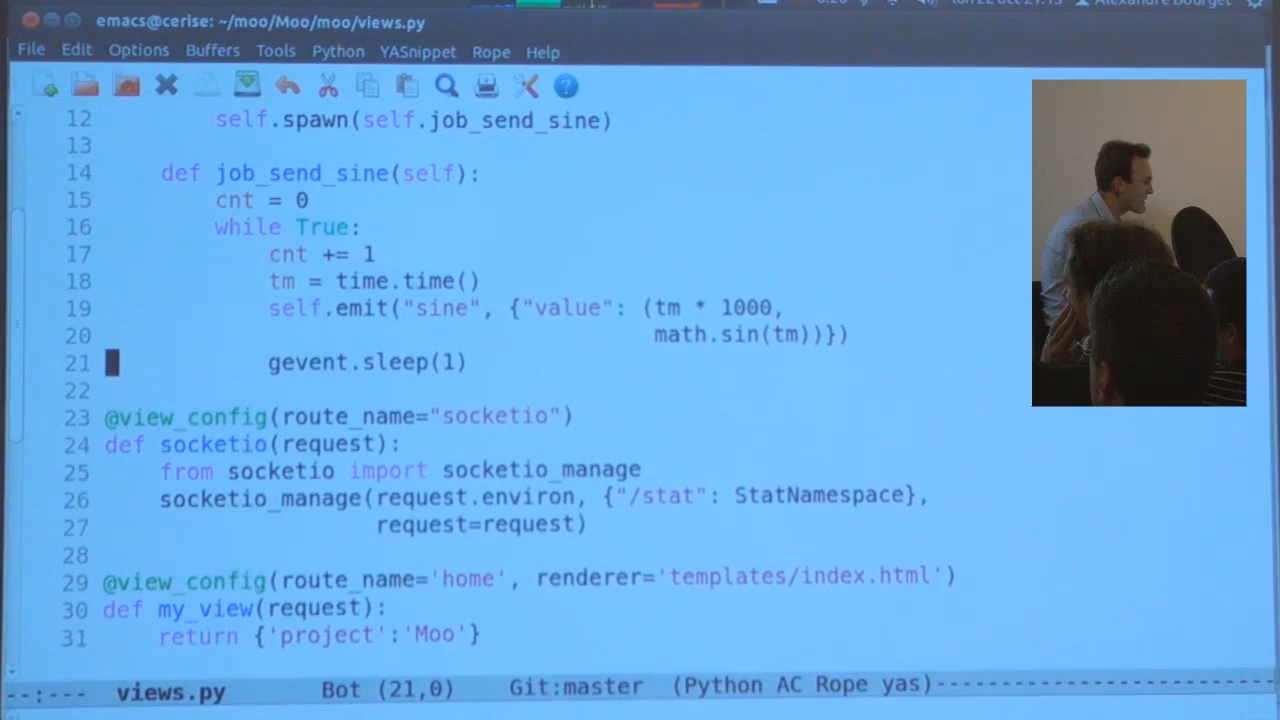 emacs@cerise: ~/moo/Moo/moo/views.py
File Edit Options Buffers Tools Python YASnippet Rope Help
12 self.spawn(self.job_send_sine)
13
14 def job_send_sine(self):
15 cnt = 0
16 while True:
17 cnt += 1
18 tm = time.time()
19 self.emit("sine", {"value": (tm * 1000,
20 math.sin(tm))})
21 gevent.sleep(1)
22
23 @view_config(route_name="socketio")
24 def socketio(request):
25 from socketio import socketio_manage
26 socketio_manage(request.environ, {"/stat": StatNamespace},
27 request=request)
28
29 @view_config(route_name='home', renderer='templates/index.html')
30 def my_view(request):
31 return {'project':'Moo'}
--:--- views.py Bot (21,0) Git:master (Python AC Rope yas)----------------------------